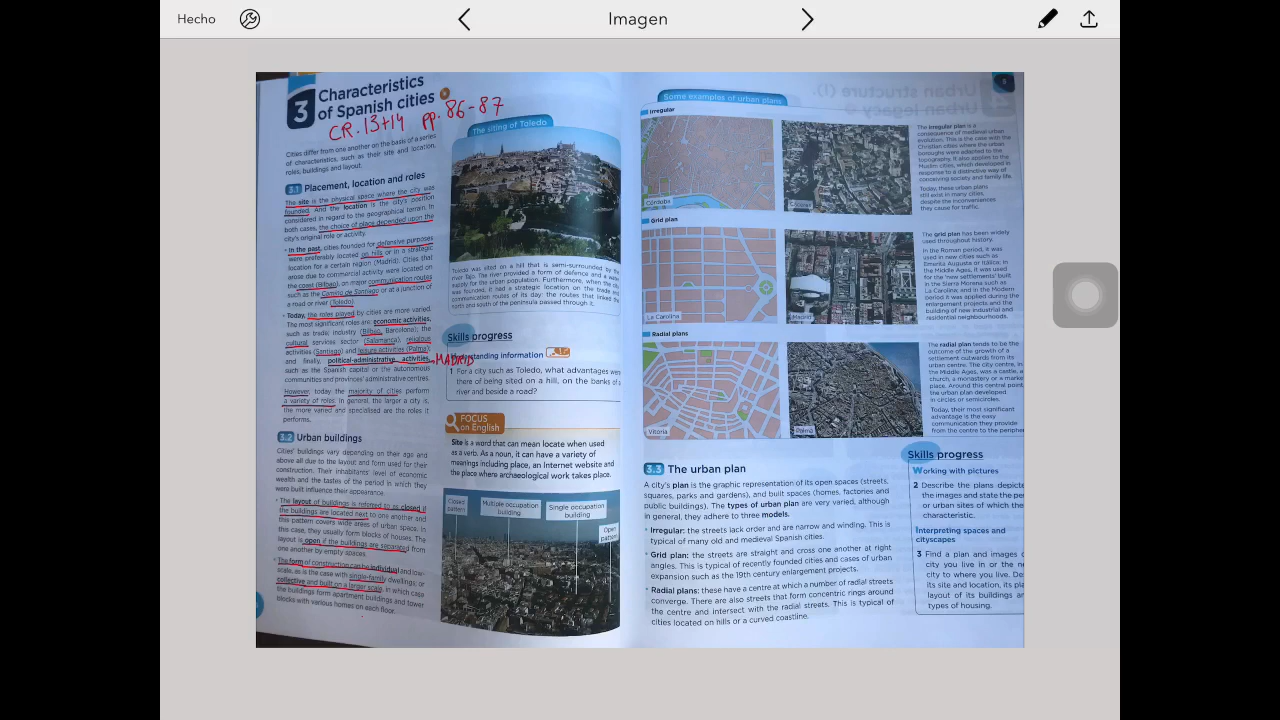 Hecho
Imagen
3 Characteristics
of Spanish cities
CR. 13+14 pp. 86-87
Cities differ from one another on the basis of a series
of characteristics, such as their site and location,
roles, buildings and layout.
3.1 Placement, location and roles
The site is the physical space where the city was
founded. And the location is the city's position
considered in regard to the geographical terrain. In
both cases, the choice of place depended upon the
city's original role or activity.
• In the past, cities founded for defensive purposes
were preferably located on hills or in a strategic
location for a certain region (Madrid). Cities that
arose due to commercial activity were located on
the coast (Bilbao), on major communication routes
such as the Camino de Santiago or at a junction of
a road or river (Toledo).
• Today, the roles played by cities are more varied.
The most significant roles are: economic activities,
such as trade; industry (Bilbao, Barcelona); the
cultural services sector (Salamanca), religious
activities (Santiago) and leisure activities (Palma);
and finally, political-administrative activities, → MADRID
such as the Spanish capital or the autonomous
communities and provinces' administrative centres.
However, today the majority of cities perform
a variety of roles. In general, the larger a city is,
the more varied and specialised are the roles it
performs.
3.2 Urban buildings
Cities' buildings vary depending on their age and
above all due to the layout and form used for their
construction. Their inhabitants' level of economic
wealth and the tastes of the period in which they
were built influence their appearance.
• The layout of buildings is referred to as closed if
the buildings are located next to one another and
this pattern covers wide areas of urban space. In
this case, they usually form blocks of houses. The
layout is open if the buildings are separated from
one another by empty spaces.
• The form of construction can be individual and low-
scale, as is the case with single-family dwellings; or
collective and built on a larger scale, in which case
the buildings form apartment buildings and tower
blocks with various homes on each floor.
The siting of Toledo
Toledo was sited on a hill that is semi-surrounded by the
river Tajo. The river provided a form of defence and a water
supply for the urban population. Furthermore, when the city
was founded, it had a strategic location on the trade and
communication routes of its day: the routes that linked the
north and south of the peninsula passed through it.
Skills progress
Understanding information
1 For a city such as Toledo, what advantages were
there of being sited on a hill, on the banks of a
river and beside a road?
FOCUS
on English
Site is a word that can mean locate when used
as a verb. As a noun, it can have a variety of
meanings including place, an Internet website and
the place where archaeological work takes place.
Closed
pattern
Multiple occupation
building
Single occupation
building
Open
pattern
Some examples of urban plans
Irregular
Córdoba
Cáceres
The irregular plan is a
consequence of medieval urban
evolution. This is the case with the
Christian cities where the urban
boroughs were adapted to the
topography. It also applies to the
Muslim cities, which developed in
response to a distinctive way of
conceiving society and family life.
Today, these urban plans
still exist in many cities,
despite the inconveniences
they cause for traffic.
Grid plan
La Carolina
Madrid
The grid plan has been widely
used throughout history.
In the Roman period, it was
used in new cities such as
Emerita Augusta or Itálica; in
the Middle Ages, it was used
for the 'new settlements' built
in the Sierra Morena such as
La Carolina; and in the Modern
period it was applied during the
enlargement projects and the
building of new industrial and
residential neighbourhoods.
Radial plans
Vitoria
Palma
The radial plan tends to be the
outcome of the growth of a
settlement outwards from its
urban centre. The city centre, in
the Middle Ages, was a castle, a
church, a monastery or a market
place. Around this central point
the urban plan developed
in circles or semicircles.
Today, their most significant
advantage is the easy
communication they provide
from the centre to the peripher
3.3 The urban plan
A city's plan is the graphic representation of its open spaces (streets,
squares, parks and gardens), and built spaces (homes, factories and
public buildings). The types of urban plan are very varied, although
in general, they adhere to three models.
• Irregular: the streets lack order and are narrow and winding. This is
typical of many old and medieval Spanish cities.
• Grid plan: the streets are straight and cross one another at right
angles. This is typical of recently founded cities and cases of urban
expansion such as the 19th century enlargement projects.
• Radial plans: these have a centre at which a number of radial streets
converge. There are also streets that form concentric rings around
the centre and intersect with the radial streets. This is typical of
cities located on hills or a curved coastline.
Skills progress
Working with pictures
2 Describe the plans depicte
the images and state the pe
or urban sites of which the
characteristic.
Interpreting spaces and
cityscapes
3 Find a plan and images o
city you live in or the ne
city to where you live. De
its site and location, its pla
layout of its buildings an
types of housing.